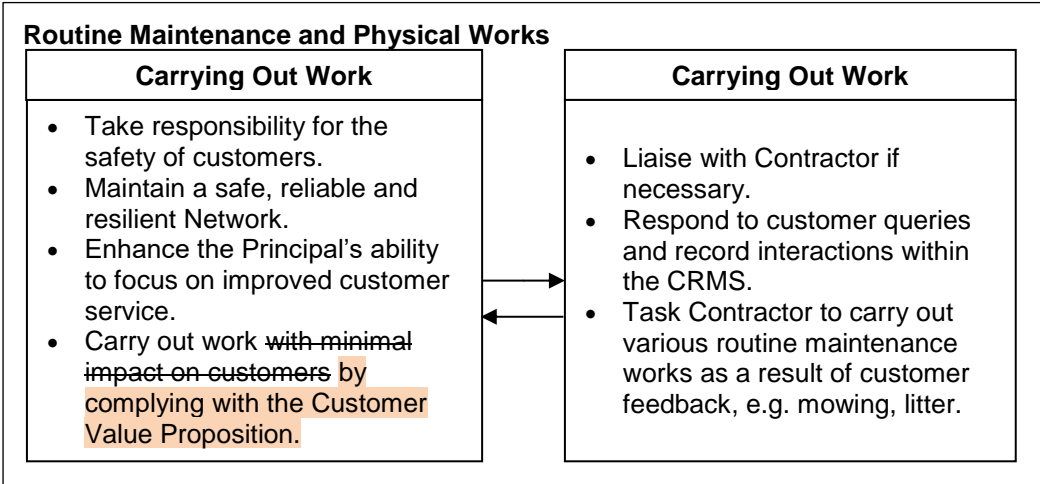 Routine Maintenance and Physical Works
Carrying Out Work
• Take responsibility for the
safety of customers.
• Maintain a safe, reliable and
resilient Network.
• Enhance the Principal’s ability
to focus on improved customer
service.
• Carry out work with minimal
impact on customers by
complying with the Customer
Value Proposition.
Carrying Out Work
• Liaise with Contractor if
necessary.
• Respond to customer queries
and record interactions within
the CRMS.
• Task Contractor to carry out
various routine maintenance
works as a result of customer
feedback, e.g. mowing, litter.